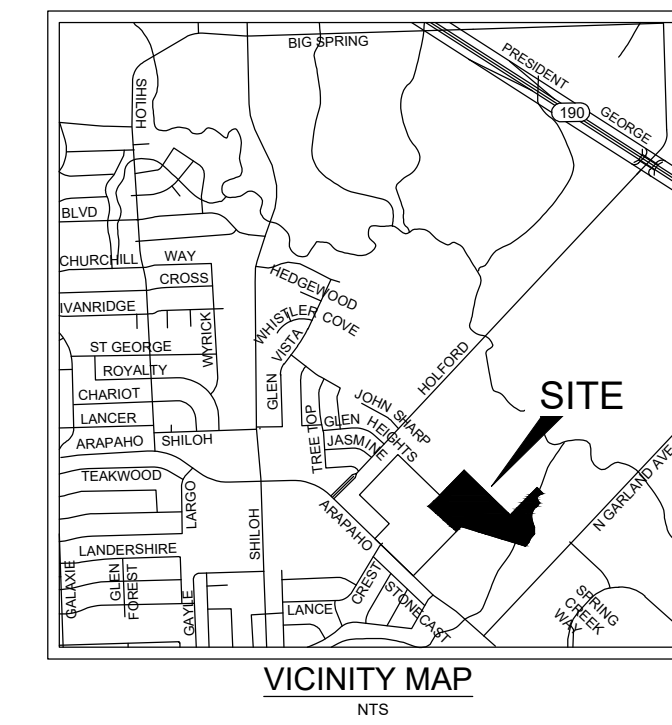 BIG SPRING
PRESIDENT
GEORGE
190
SHILOH
BLVD
CHURCHILL WAY
CROSS
HEDGEWOOD
IVANRIDGE
WHISTLER COVE
WYRICK
VISTA
ST GEORGE
ROYALTY
HOLFORD
CHARIOT
GLEN
JOHN SHARP
SITE
LANCER
TREE TOP
GLEN HEIGHTS
ARAPAHO
SHILOH
JASMINE
TEAKWOOD
LARGO
ARAPAHO
N GARLAND AVE
SHILOH
LANDERSHIRE
GALAXIE
GLEN
FOREST
GAYLE
CREST
LANCE
STONECAST
SPRING
CREEK
WAY
VICINITY MAP
NTS